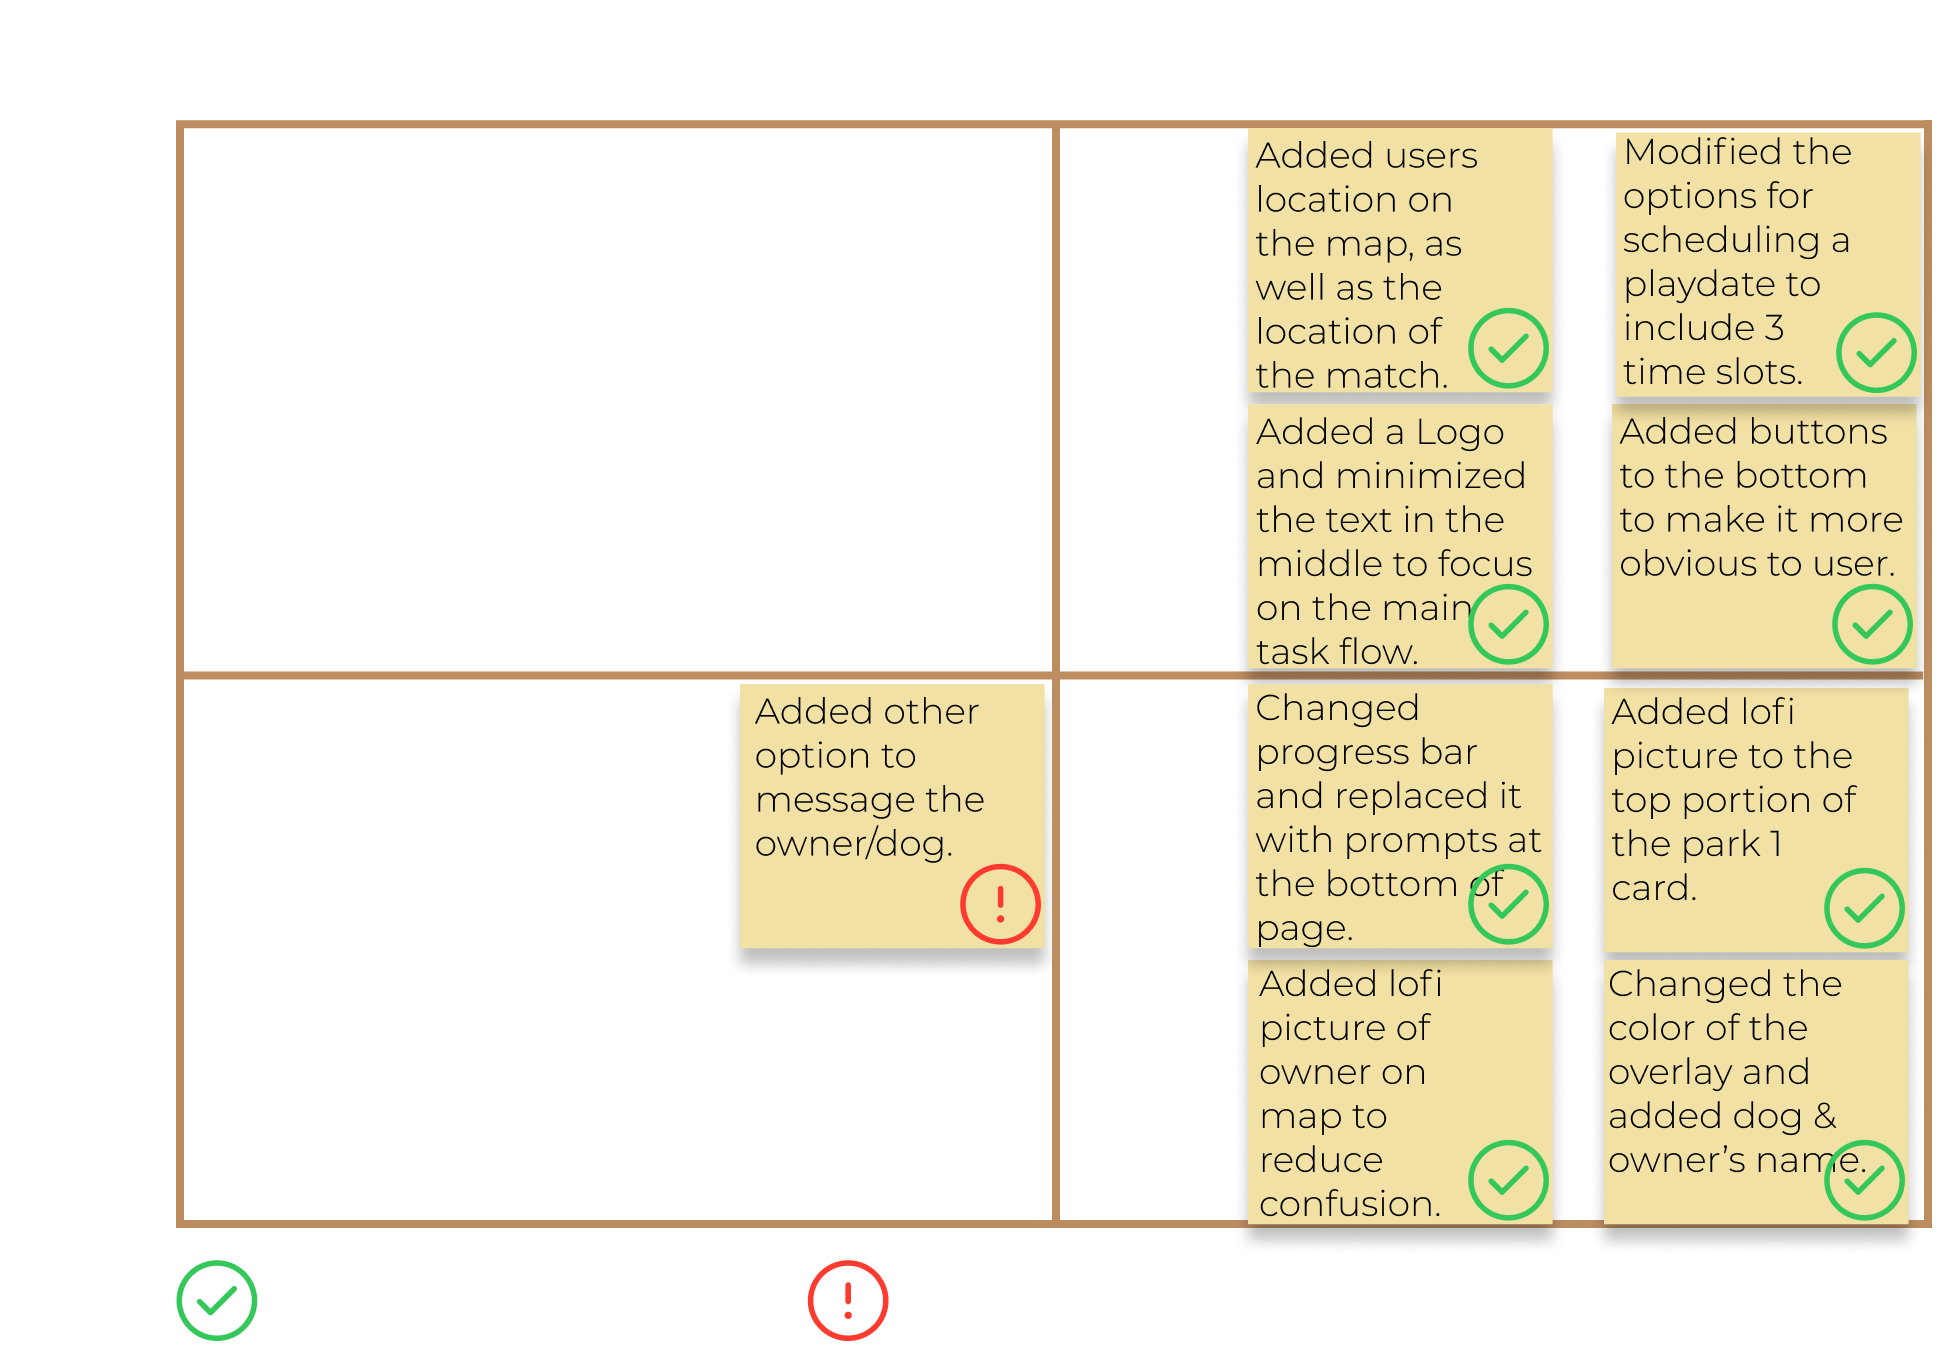 Added users
location on
the map, as
well as the
location of
the match.
Modified the
options for
scheduling a
playdate to
include 3
time slots.
Added a Logo
and minimized
the text in the
middle to focus
on the main
task flow.
Added buttons
to the bottom
to make it more
obvious to user.
Added other
option to
message the
owner/dog.
Changed
progress bar
and replaced it
with prompts at
the bottom of
page.
Added lofi
picture to the
top portion of
the park 1
card.
Added lofi
picture of
owner on
map to
reduce
confusion.
Changed the
color of the
overlay and
added dog &
owner’s name.